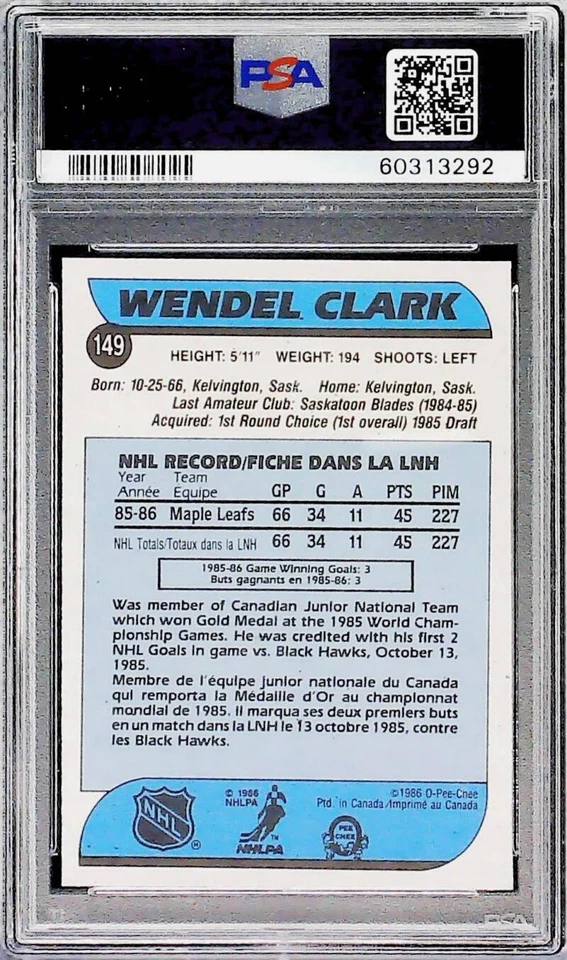 PSA
60313292
WENDEL CLARK
149
HEIGHT: 5'11" WEIGHT: 194 SHOOTS: LEFT
Born: 10-25-66, Kelvington, Sask. Home: Kelvington, Sask.
Last Amateur Club: Saskatoon Blades (1984-85)
Acquired: 1st Round Choice (1st overall) 1985 Draft
NHL RECORD/FICHE DANS LA LNH
Year Team
Année Equipe GP G A PTS PIM
85-86 Maple Leafs 66 34 11 45 227
NHL Totals/Totaux dans la LNH 66 34 11 45 227
1985-86 Game Winning Goals: 3
Buts gagnants en 1985-86: 3
Was member of Canadian Junior National Team
which won Gold Medal at the 1985 World Cham-
pionship Games. He was credited with his first 2
NHL Goals in game vs. Black Hawks, October 13,
1985.
Membre de l'équipe junior nationale du Canada
qui remporta la Médaille d'Or au championnat
mondial de 1985. Il marqua ses deux premiers buts
en un match dans la LNH le 13 octobre 1985, contre
les Black Hawks.
NHL
®
© 1986
NHLPA
TM
NHLPA
©1986 O-Pee-Chee
Ptd. in Canada/Imprimé au Canada
O PEE CHEE
PSA